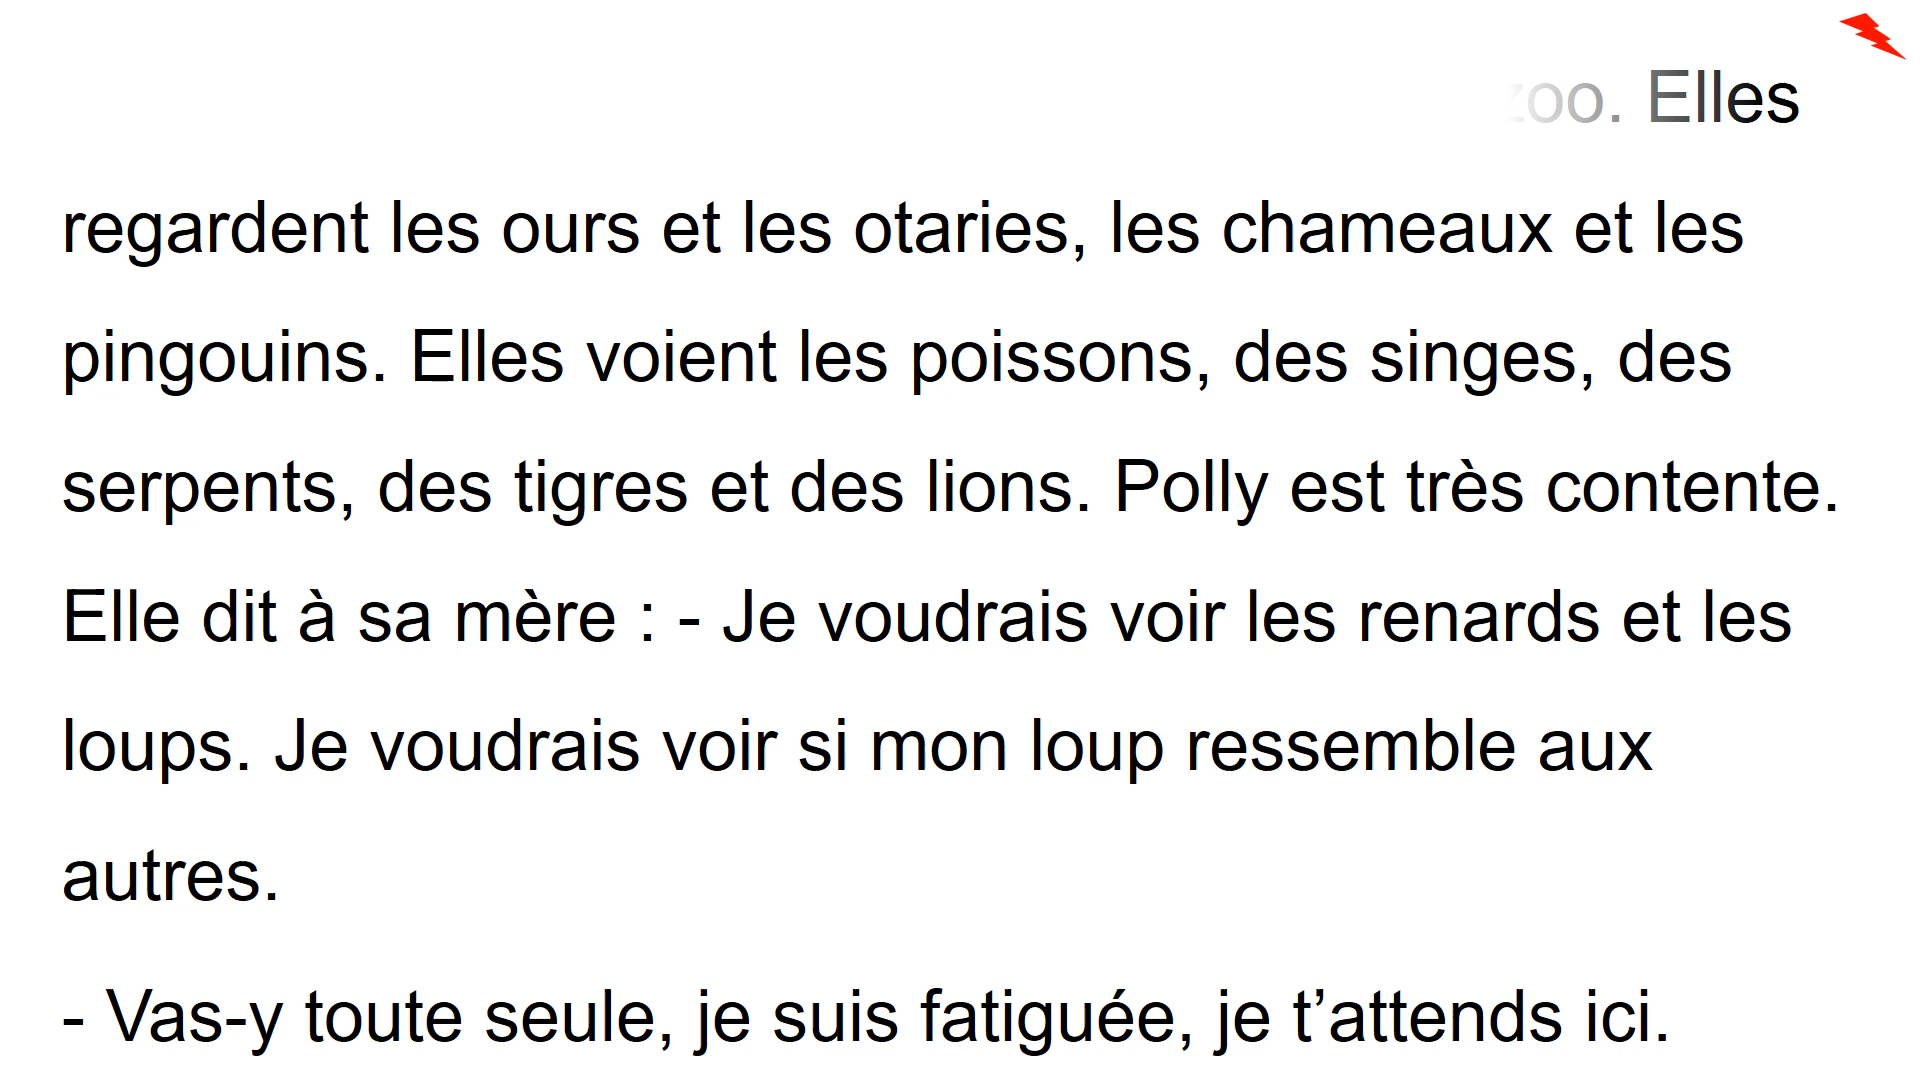 zoo. Elles
regardent les ours et les otaries, les chameaux et les
pingouins. Elles voient les poissons, des singes, des
serpents, des tigres et des lions. Polly est très contente.
Elle dit à sa mère : - Je voudrais voir les renards et les
loups. Je voudrais voir si mon loup ressemble aux
autres.
- Vas-y toute seule, je suis fatiguée, je t’attends ici.